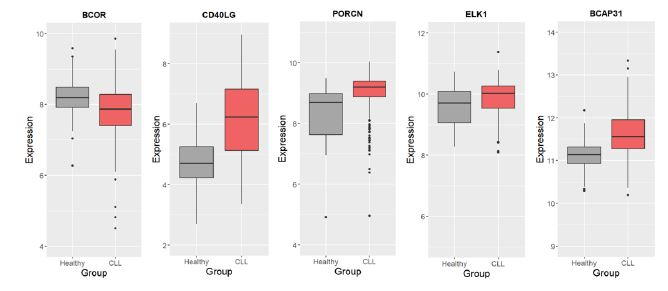 BCOR
10
8
6
4
Expression
Healthy CLL
Group
CD40LG
8
6
4
2
Expression
Healthy CLL
Group
PORCN
10
8
6
4
Expression
Healthy CLL
Group
ELK1
12
10
8
6
Expression
Healthy CLL
Group
BCAP31
14
13
12
11
10
9
Expression
Healthy CLL
Group